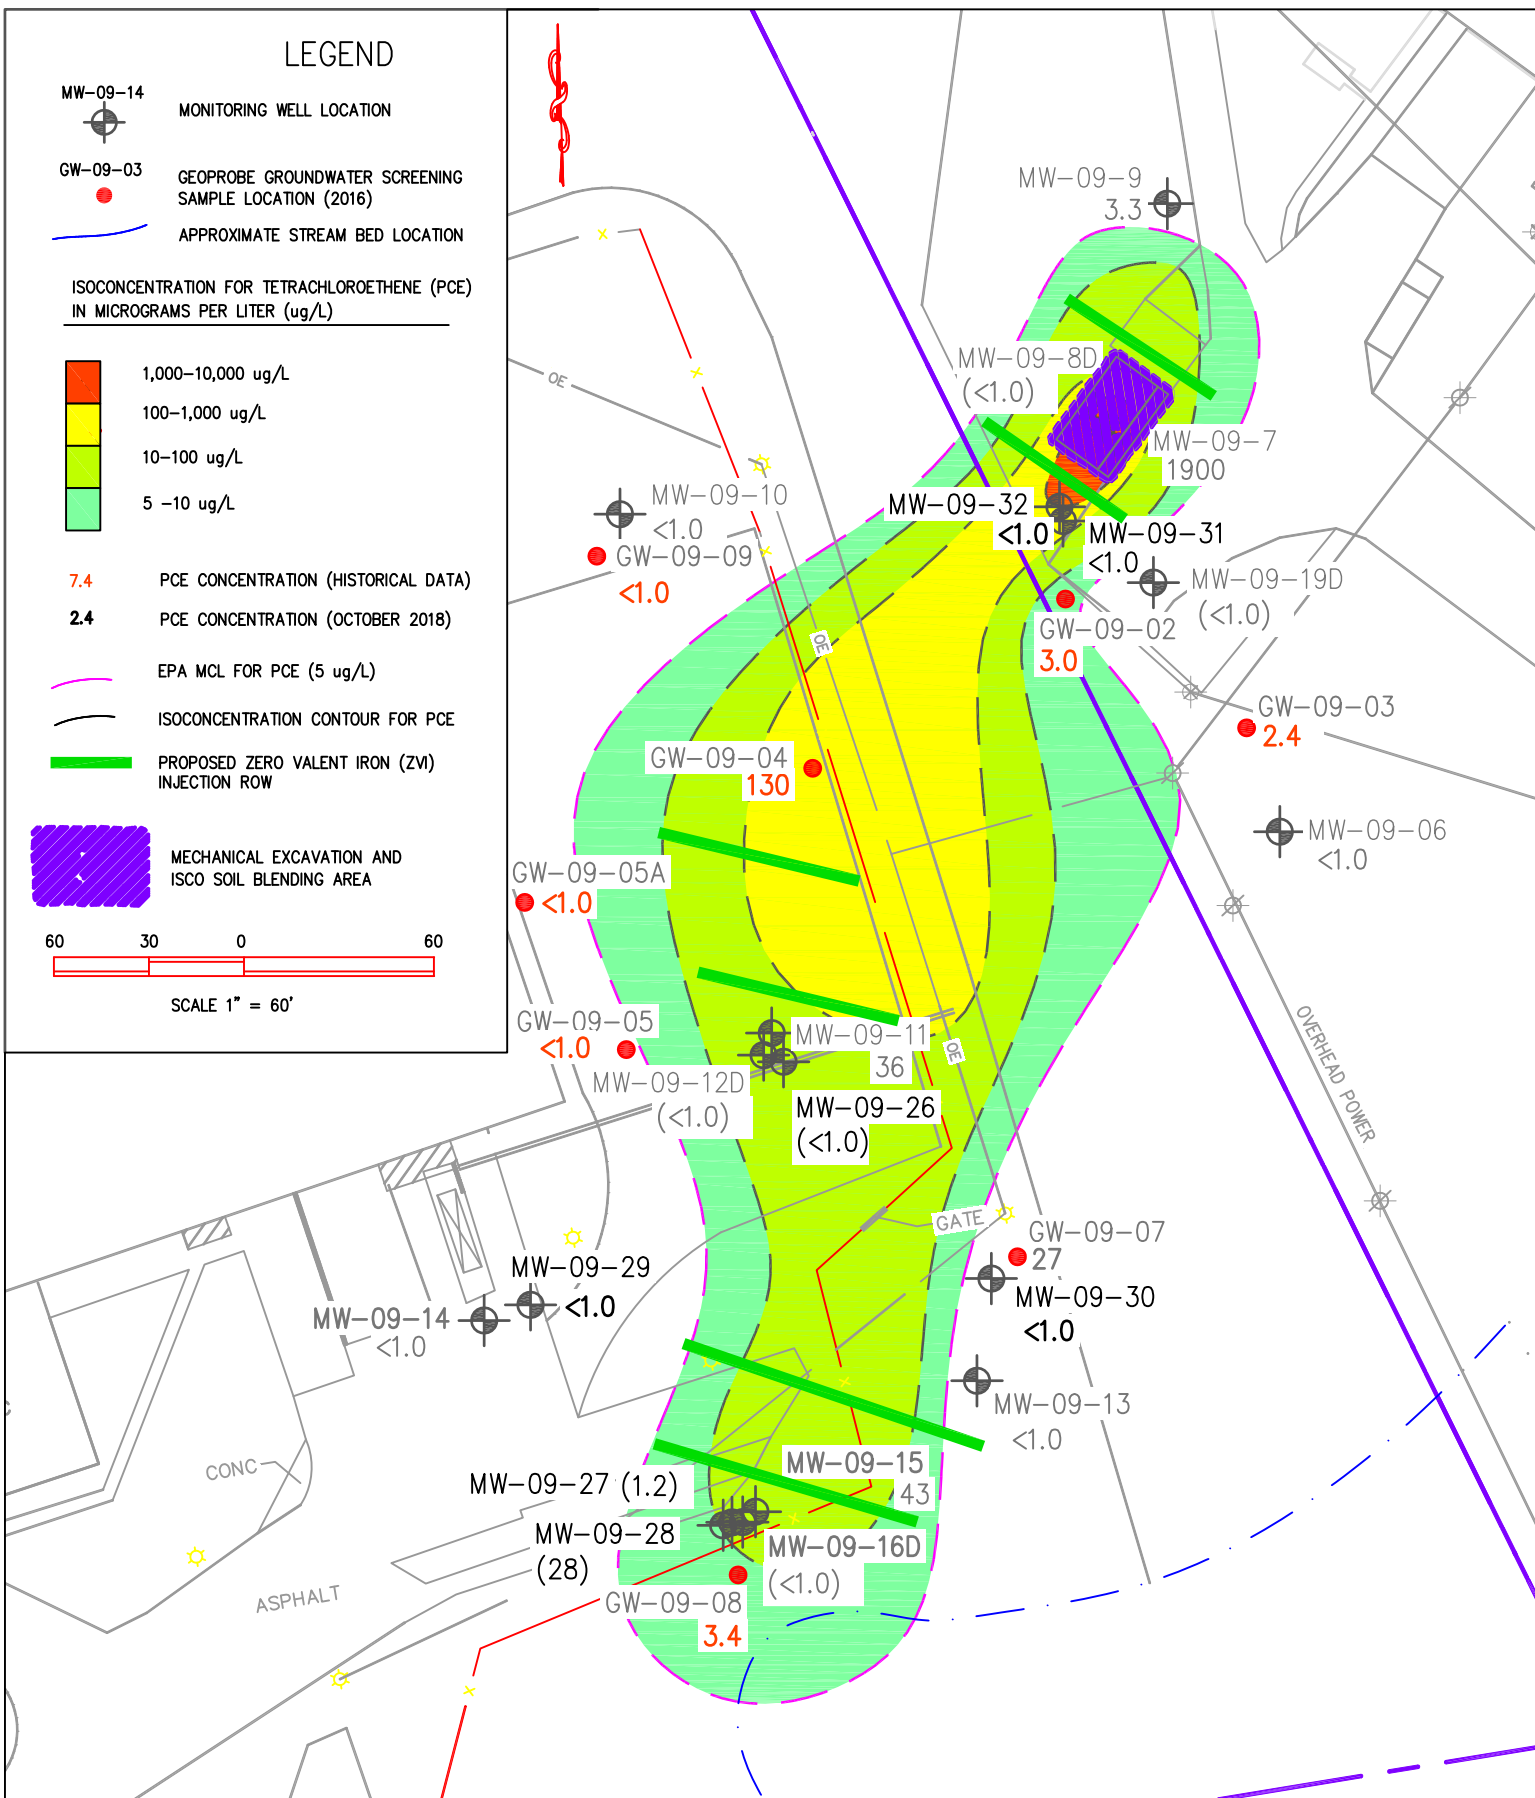 LEGEND
MW-09-14
MONITORING WELL LOCATION
GW-09-03
GEOPROBE GROUNDWATER SCREENING
SAMPLE LOCATION (2016)
APPROXIMATE STREAM BED LOCATION
ISOCONCENTRATION FOR TETRACHLOROETHENE (PCE)
IN MICROGRAMS PER LITER (ug/L)
1,000-10,000 ug/L
100-1,000 ug/L
10-100 ug/L
5 -10 ug/L
7.4
PCE CONCENTRATION (HISTORICAL DATA)
2.4
PCE CONCENTRATION (OCTOBER 2018)
EPA MCL FOR PCE (5 ug/L)
ISOCONCENTRATION CONTOUR FOR PCE
PROPOSED ZERO VALENT IRON (ZVI)
INJECTION ROW
MECHANICAL EXCAVATION AND
ISCO SOIL BLENDING AREA
60 30 0 60
SCALE 1" = 60'
MW-09-9
3.3
OE
MW-09-8D
(<1.0)
MW-09-7
1900
MW-09-10
<1.0
MW-09-32
<1.0
MW-09-31
<1.0
GW-09-09
<1.0
MW-09-19D
(<1.0)
OE
GW-09-02
3.0
GW-09-03
2.4
GW-09-04
130
MW-09-06
<1.0
GW-09-05A
<1.0
GW-09-05
<1.0
MW-09-11
36
OE
MW-09-12D
(<1.0)
MW-09-26
(<1.0)
OVERHEAD POWER
GATE
GW-09-07
27
MW-09-29
<1.0
MW-09-30
<1.0
MW-09-14
<1.0
MW-09-13
<1.0
CONC
MW-09-15
43
MW-09-27 (1.2)
MW-09-28
(28)
MW-09-16D
(<1.0)
ASPHALT
GW-09-08
3.4